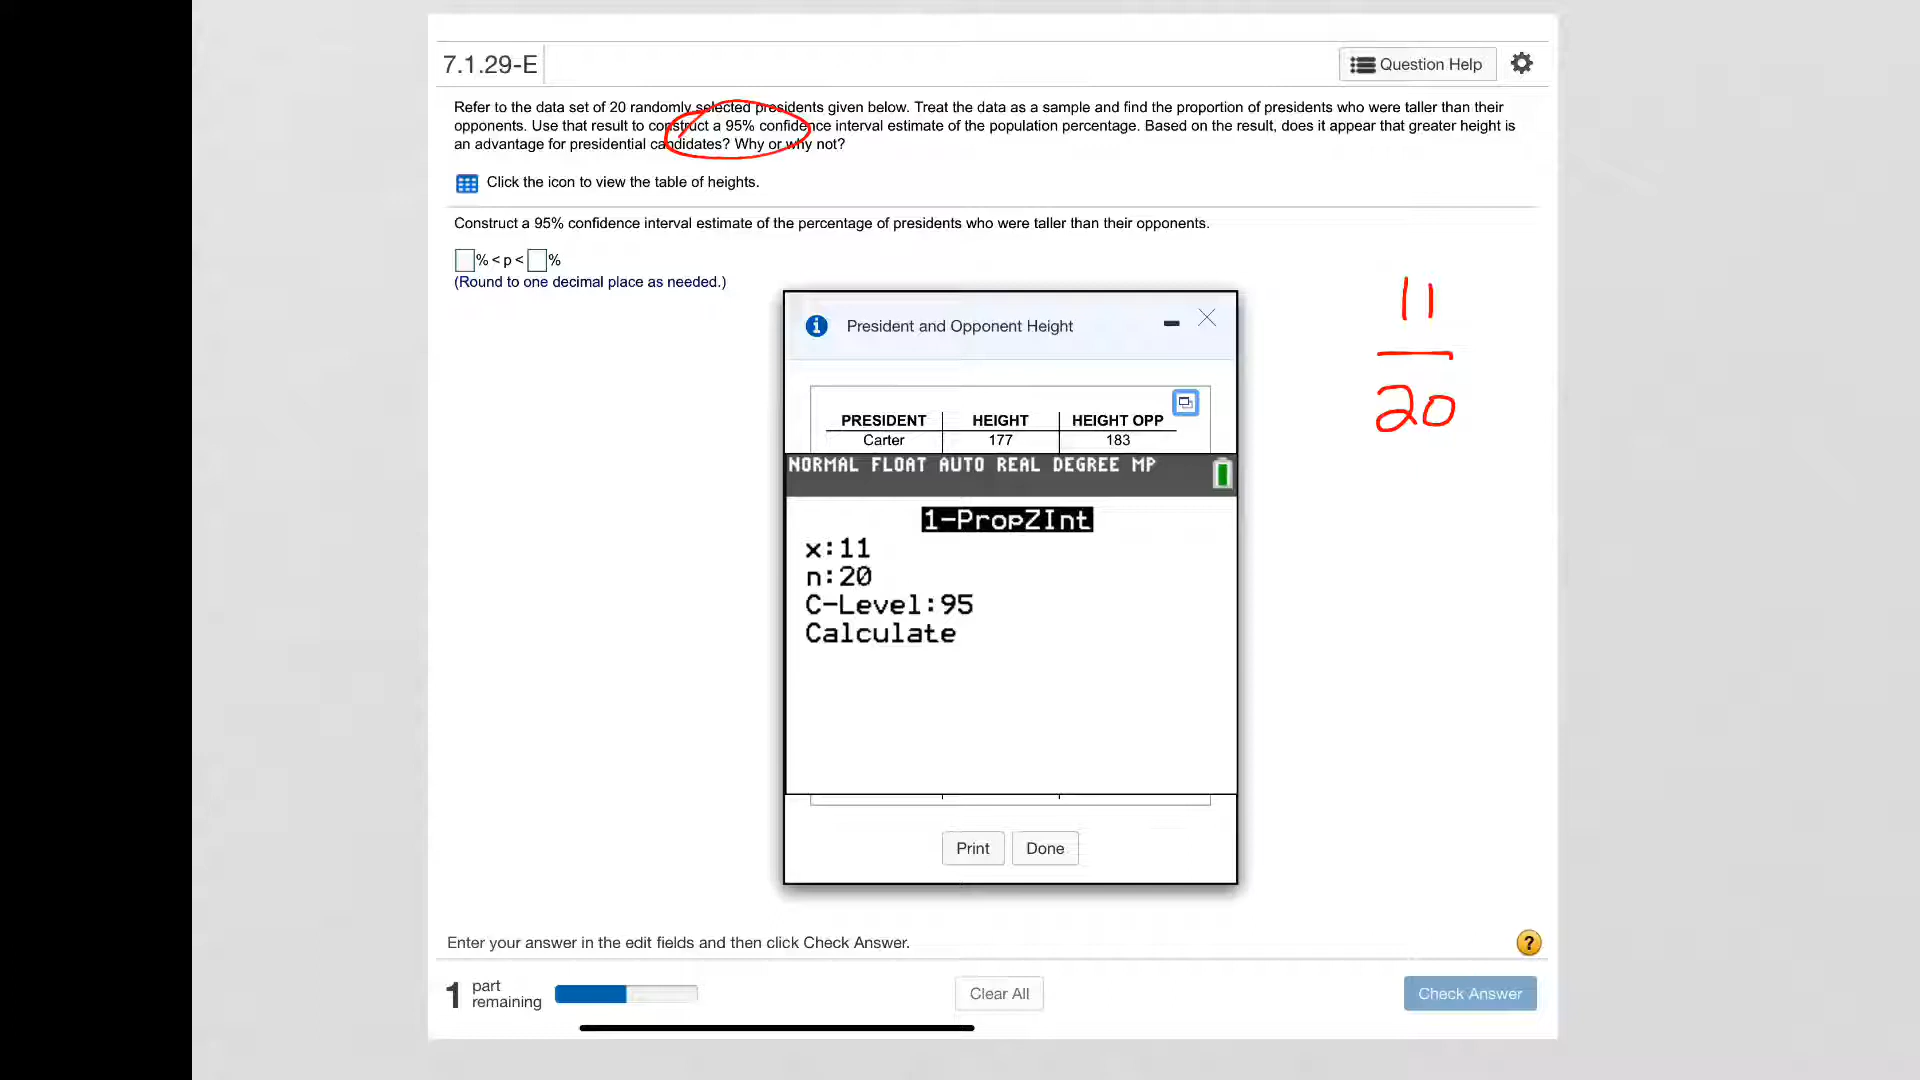 7.1.29-E
Question Help
Refer to the data set of 20 randomly selected presidents given below. Treat the data as a sample and find the proportion of presidents who were taller than their
opponents. Use that result to construct a 95% confidence interval estimate of the population percentage. Based on the result, does it appear that greater height is
an advantage for presidential candidates? Why or why not?
Click the icon to view the table of heights.
Construct a 95% confidence interval estimate of the percentage of presidents who were taller than their opponents.
% < p < %
(Round to one decimal place as needed.)
11
20
President and Opponent Height
PRESIDENT HEIGHT HEIGHT OPP
Carter 177 183
NORMAL FLOAT AUTO REAL DEGREE MP
1-PropZInt
x:11
n:20
C-Level:95
Calculate
Print Done
Enter your answer in the edit fields and then click Check Answer.
?
1 part
remaining
Clear All
Check Answer